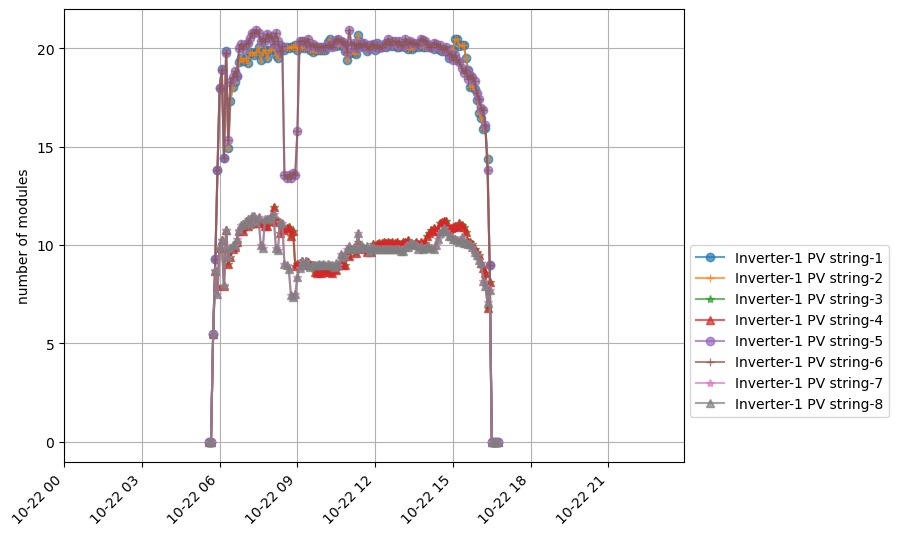 number of modules
20
15
10
5
0
10-22 00
10-22 03
10-22 06
10-22 09
10-22 12
10-22 15
10-22 18
10-22 21
Inverter-1 PV string-1
Inverter-1 PV string-2
Inverter-1 PV string-3
Inverter-1 PV string-4
Inverter-1 PV string-5
Inverter-1 PV string-6
Inverter-1 PV string-7
Inverter-1 PV string-8